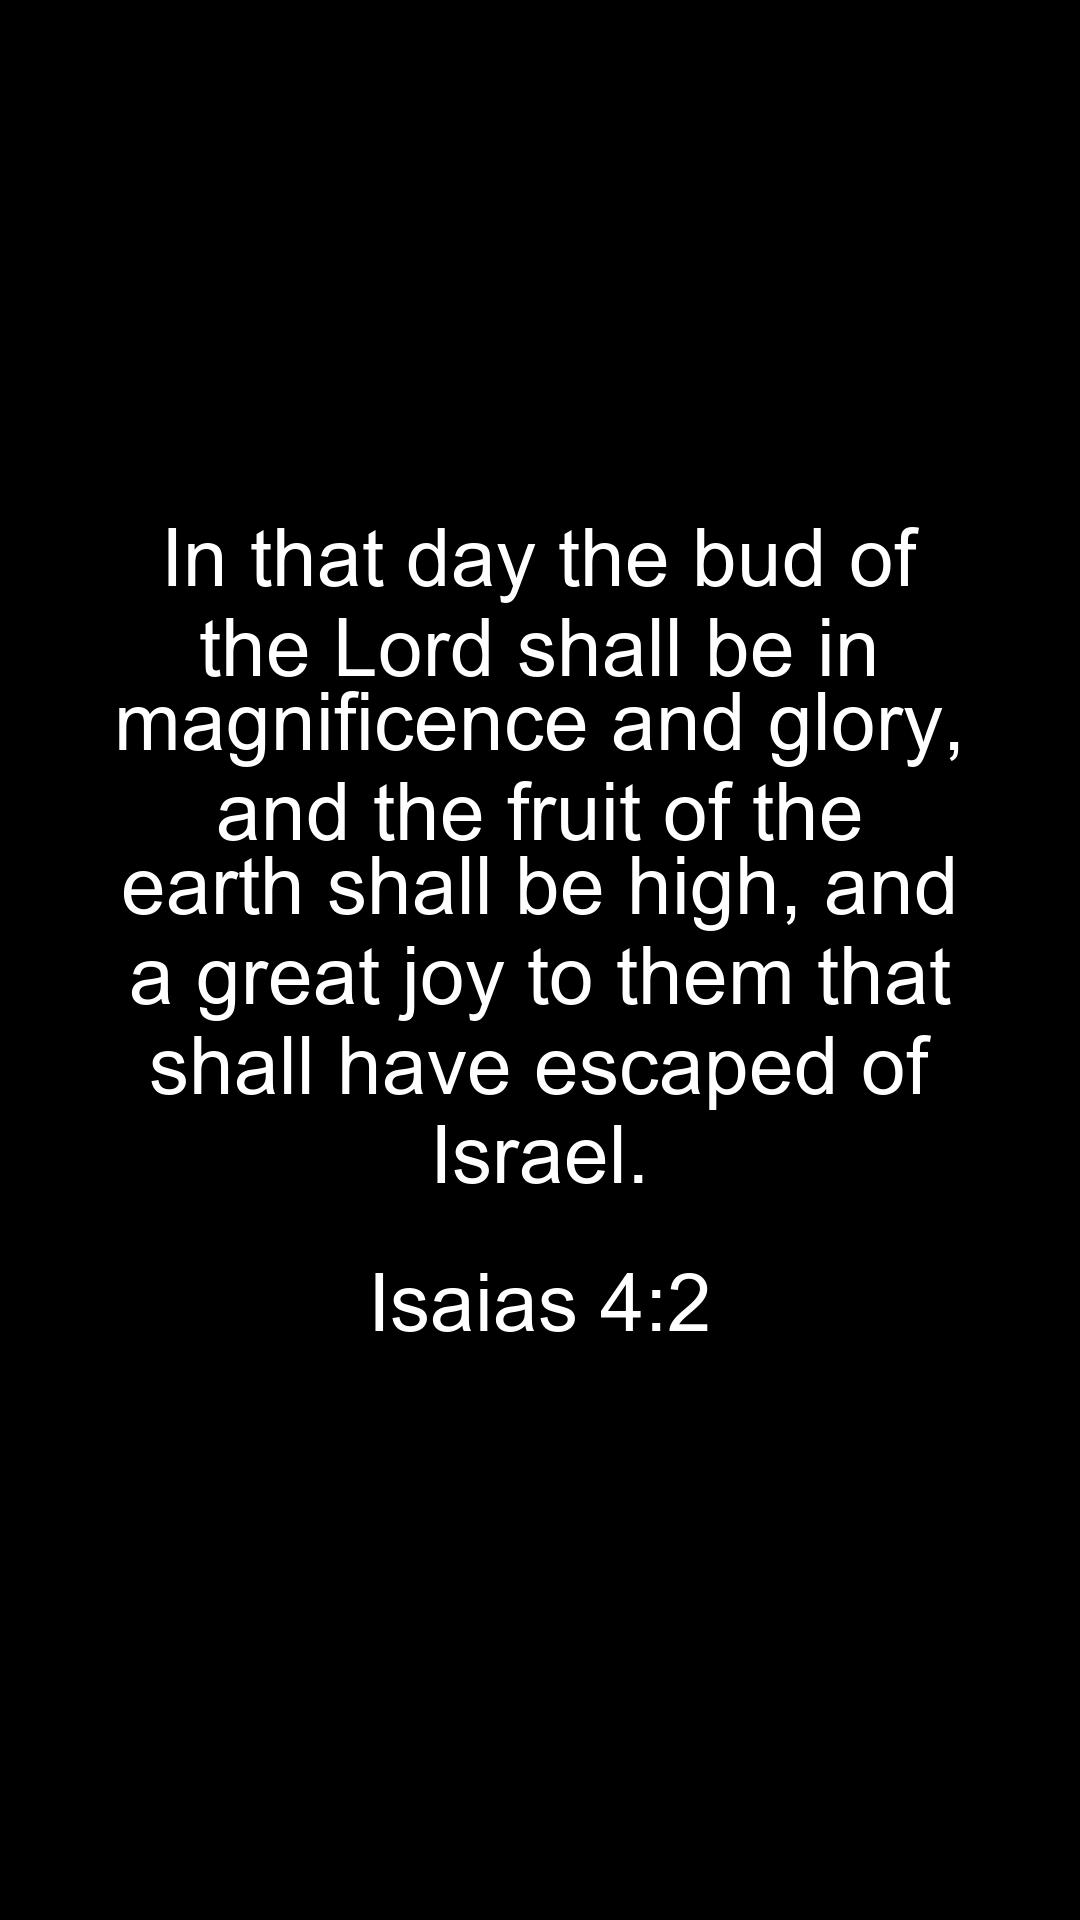 In that day the bud of
the Lord shall be in
magnificence and glory,
and the fruit of the
earth shall be high, and
a great joy to them that
shall have escaped of
Israel.
Isaias 4:2